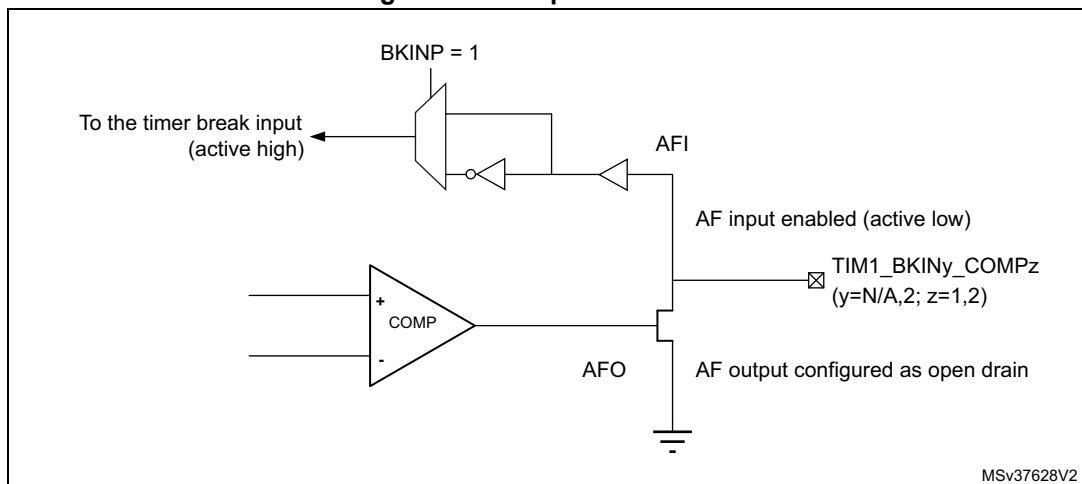 BKINP = 1
To the timer break input
(active high)
AFI
AF input enabled (active low)
TIM1_BKINy_COMPz
(y=N/A,2; z=1,2)
+
COMP
-
AFO
AF output configured as open drain
MSv37628V2